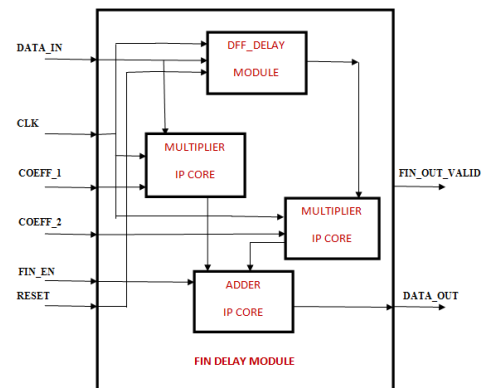 DATA_IN
DFF_DELAY
MODULE
CLK
MULTIPLIER
IP CORE
COEFF_1
FIN_OUT_VALID
COEFF_2
MULTIPLIER
IP CORE
FIN_EN
RESET
ADDER
IP CORE
DATA_OUT
FIN DELAY MODULE